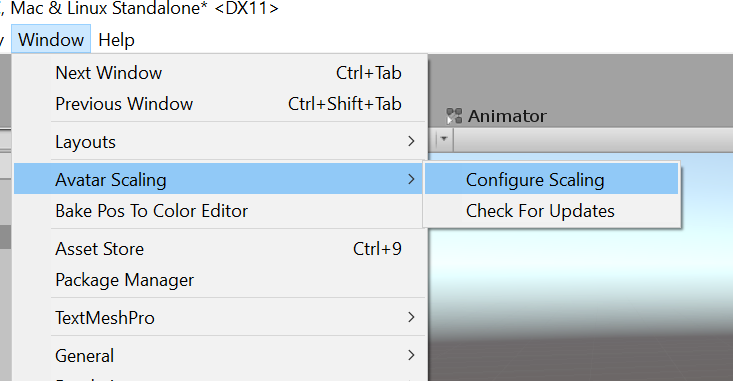 , Mac & Linux Standalone* <DX11>
Window Help
Next Window Ctrl+Tab
Previous Window Ctrl+Shift+Tab
Animator
Layouts
Avatar Scaling Configure Scaling
Bake Pos To Color Editor Check For Updates
Asset Store Ctrl+9
Package Manager
TextMeshPro
General